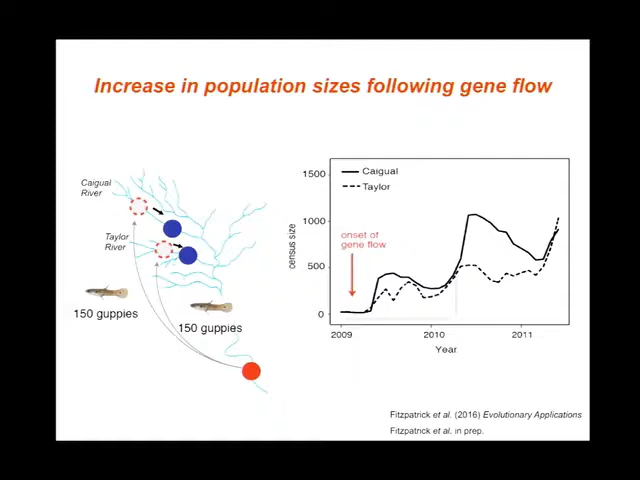 Increase in population sizes following gene flow
Caigual
River
Taylor
River
150 guppies
150 guppies
1500
1000
500
0
census size
Caigual
Taylor
onset of
gene flow
2009
2010
2011
Year
Fitzpatrick et al. (2016) Evolutionary Applications
Fitzpatrick et al. in prep.